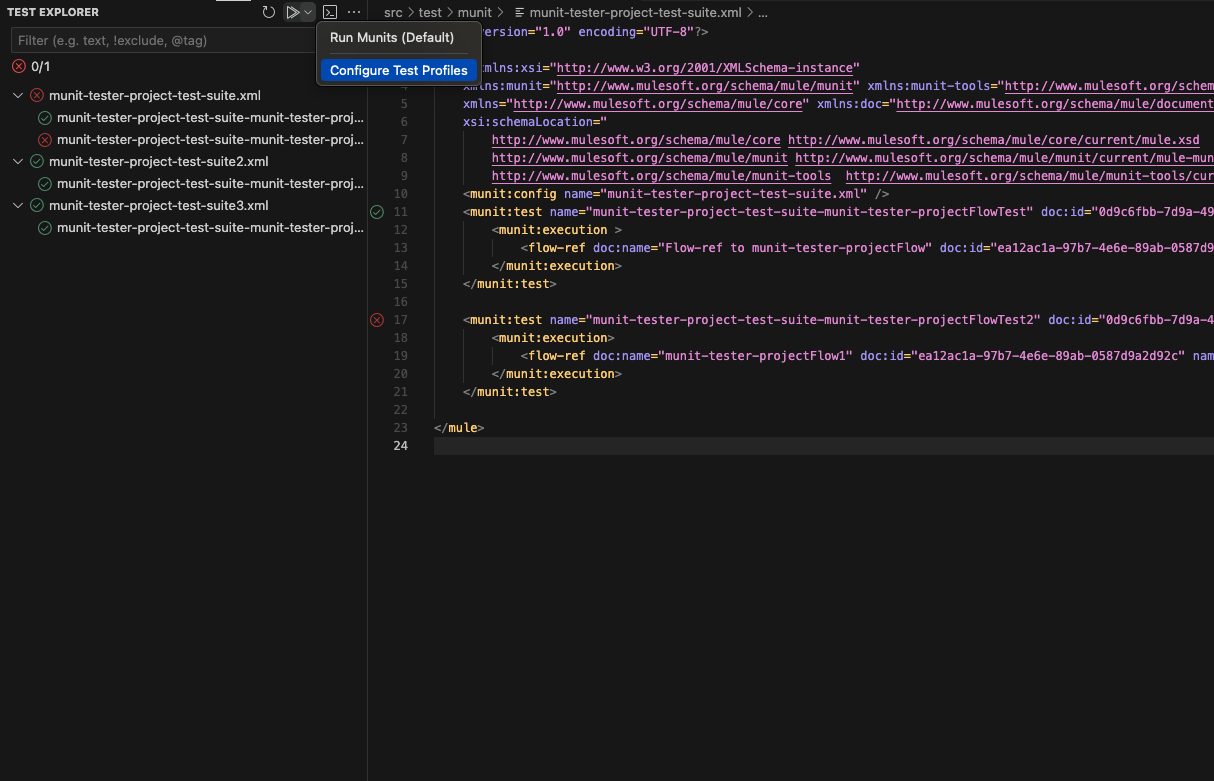 TEST EXPLORER
Filter (e.g. text, !exclude, @tag)
0/1
munit-tester-project-test-suite.xml
munit-tester-project-test-suite-munit-tester-proj...
munit-tester-project-test-suite-munit-tester-proj...
munit-tester-project-test-suite2.xml
munit-tester-project-test-suite-munit-tester-proj...
munit-tester-project-test-suite3.xml
munit-tester-project-test-suite-munit-tester-proj...
Run Munits (Default)
Configure Test Profiles
src > test > munit > munit-tester-project-test-suite.xml > ...
version="1.0" encoding="UTF-8"?>
mlns:xsi="http://www.w3.org/2001/XMLSchema-instance"
4 xmlns:munit="http://www.mulesoft.org/schema/mule/munit" xmlns:munit-tools="http://www.mulesoft.org/schem
5 xmlns="http://www.mulesoft.org/schema/mule/core" xmlns:doc="http://www.mulesoft.org/schema/mule/document
6 xsi:schemaLocation="
7 http://www.mulesoft.org/schema/mule/core http://www.mulesoft.org/schema/mule/core/current/mule.xsd
8 http://www.mulesoft.org/schema/mule/munit http://www.mulesoft.org/schema/mule/munit/current/mule-mun
9 http://www.mulesoft.org/schema/mule/munit-tools http://www.mulesoft.org/schema/mule/munit-tools/cur
10 <munit:config name="munit-tester-project-test-suite.xml" />
11 <munit:test name="munit-tester-project-test-suite-munit-tester-projectFlowTest" doc:id="0d9c6fbb-7d9a-49
12 <munit:execution >
13 <flow-ref doc:name="Flow-ref to munit-tester-projectFlow" doc:id="ea12ac1a-97b7-4e6e-89ab-0587d9
14 </munit:execution>
15 </munit:test>
16
17 <munit:test name="munit-tester-project-test-suite-munit-tester-projectFlowTest2" doc:id="0d9c6fbb-7d9a-4
18 <munit:execution>
19 <flow-ref doc:name="munit-tester-projectFlow1" doc:id="ea12ac1a-97b7-4e6e-89ab-0587d9a2d92c" nam
20 </munit:execution>
21 </munit:test>
22
23 </mule>
24